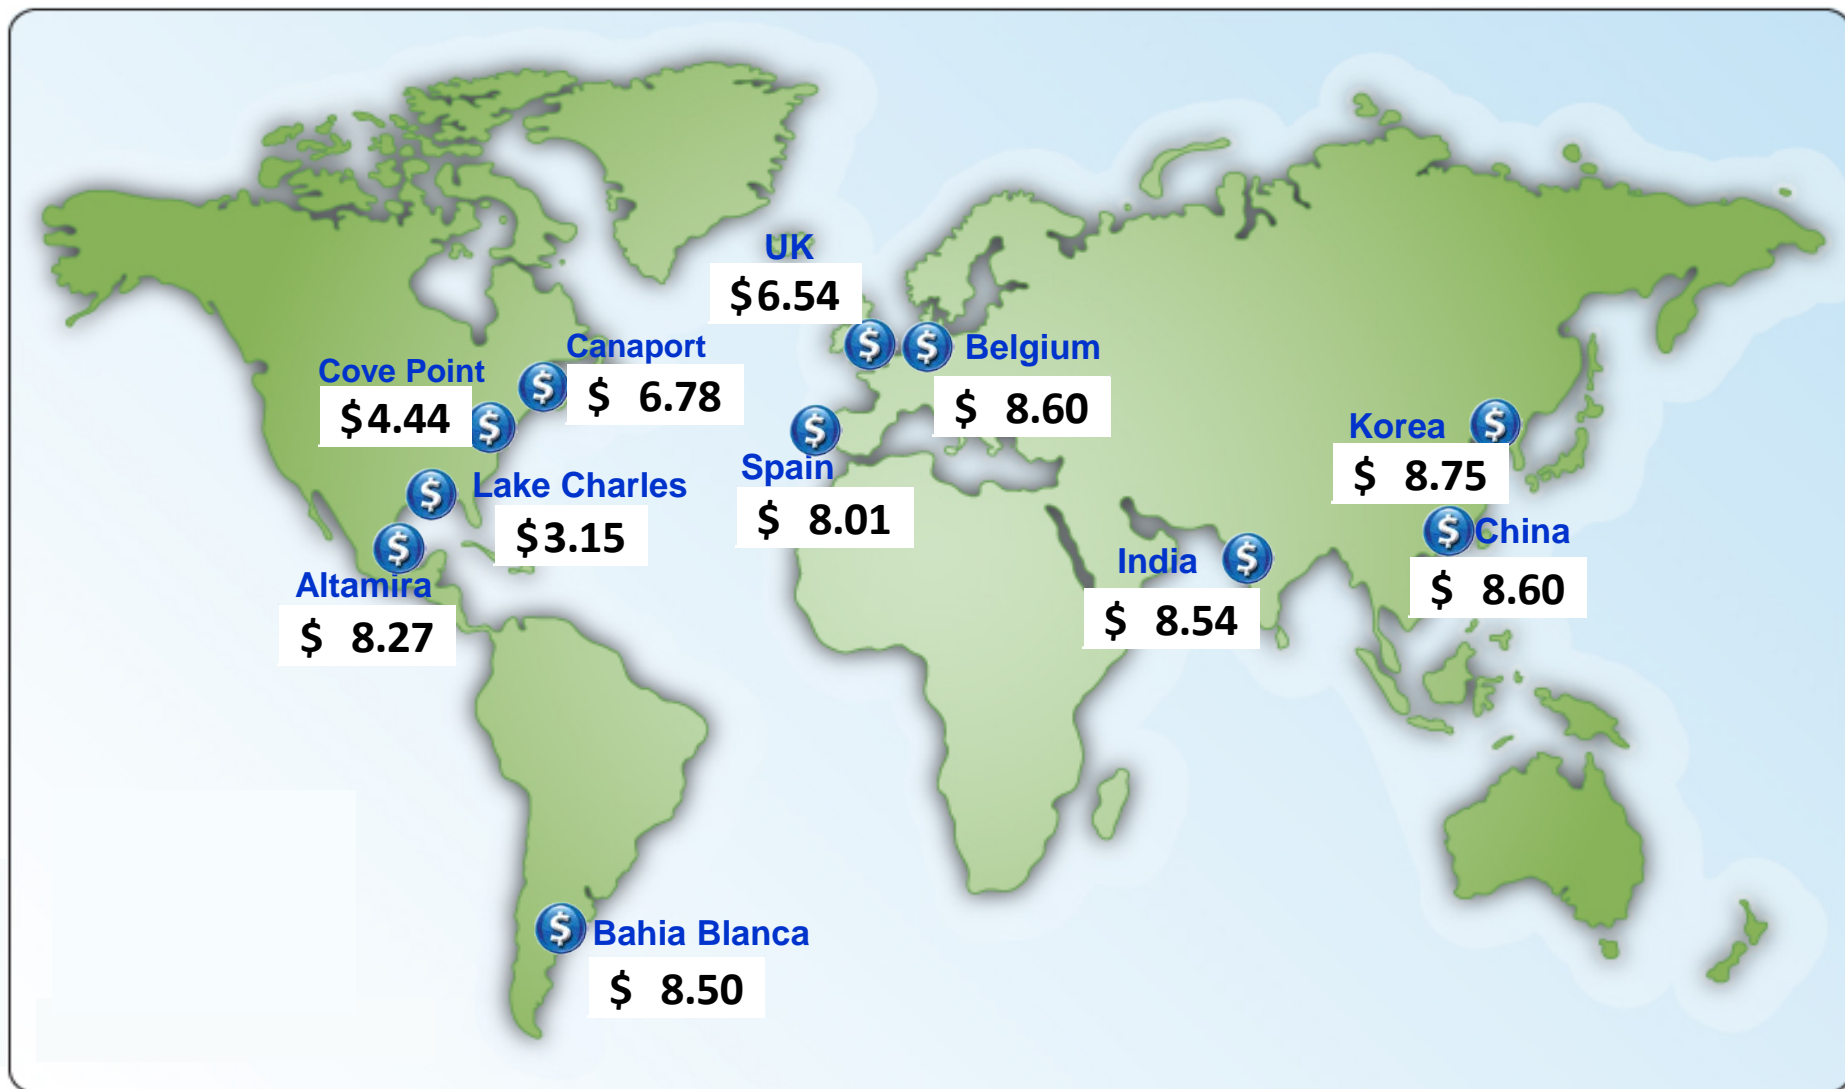 UK
$6.54
Canaport
$ 6.78
Cove Point
$4.44
Belgium
$ 8.60
Korea
$ 8.75
Spain
$ 8.01
Lake Charles
$3.15
China
$ 8.60
India
$ 8.54
Altamira
$ 8.27
Bahia Blanca
$ 8.50